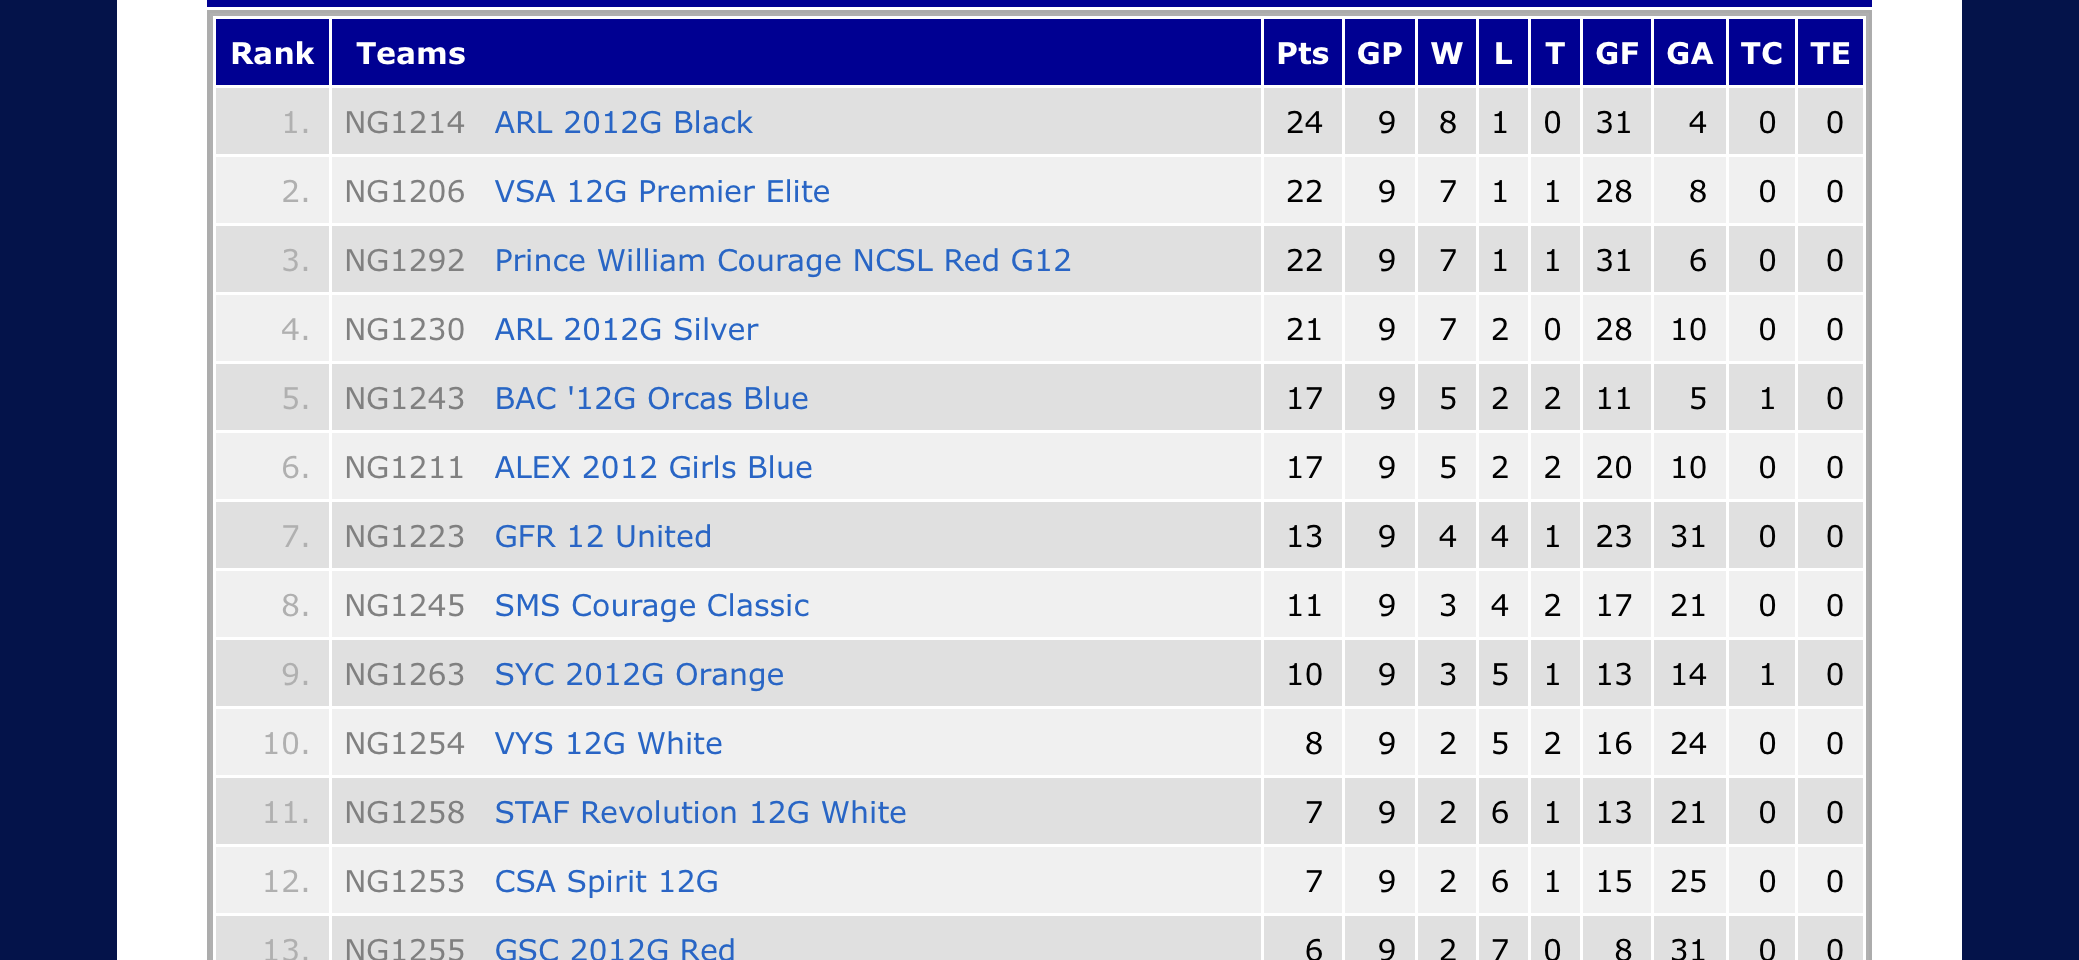 Rank Teams Pts GP W L T GF GA TC TE
1. NG1214 ARL 2012G Black 24 9 8 1 0 31 4 0 0
2. NG1206 VSA 12G Premier Elite 22 9 7 1 1 28 8 0 0
3. NG1292 Prince William Courage NCSL Red G12 22 9 7 1 1 31 6 0 0
4. NG1230 ARL 2012G Silver 21 9 7 2 0 28 10 0 0
5. NG1243 BAC '12G Orcas Blue 17 9 5 2 2 11 5 1 0
6. NG1211 ALEX 2012 Girls Blue 17 9 5 2 2 20 10 0 0
7. NG1223 GFR 12 United 13 9 4 4 1 23 31 0 0
8. NG1245 SMS Courage Classic 11 9 3 4 2 17 21 0 0
9. NG1263 SYC 2012G Orange 10 9 3 5 1 13 14 1 0
10. NG1254 VYS 12G White 8 9 2 5 2 16 24 0 0
11. NG1258 STAF Revolution 12G White 7 9 2 6 1 13 21 0 0
12. NG1253 CSA Spirit 12G 7 9 2 6 1 15 25 0 0
13. NG1255 GSC 2012G Red 6 9 2 7 0 8 31 0 0